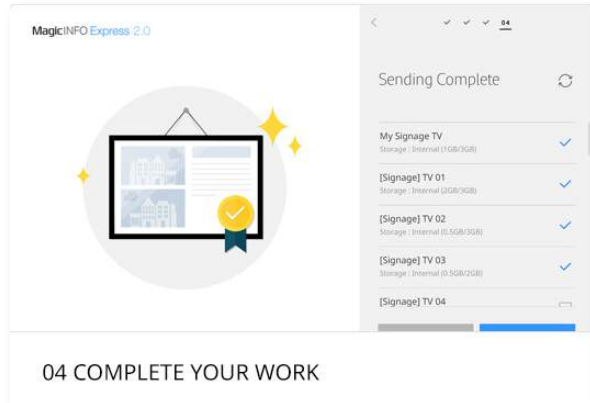 MagicINFO Express 2.0
04
Sending Complete
My Signage TV
Storage : Internal (1GB/3GB)
[Signage] TV 01
Storage : Internal (2GB/3GB)
[Signage] TV 02
Storage : Internal (0.5GB/3GB)
[Signage] TV 03
Storage : Internal (0.5GB/2GB)
[Signage] TV 04
04 COMPLETE YOUR WORK